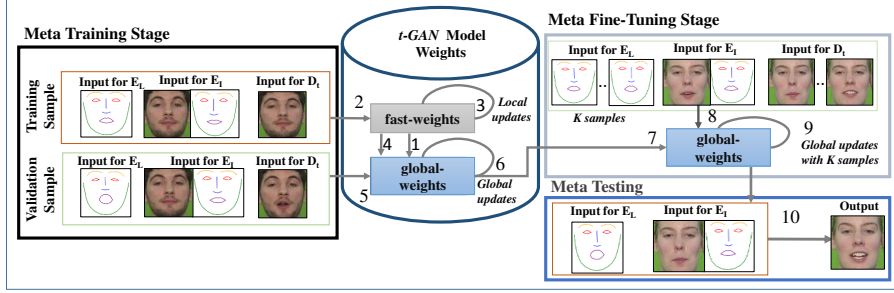 Meta Training Stage
Training
Sample
Input for E_L
Input for E_I
Input for D_t
Validation
Sample
Input for E_L
Input for E_I
Input for D_t
t-GAN Model
Weights
2
fast-weights
3
Local
updates
4
1
global-
weights
5
6
Global
updates
7
Meta Fine-Tuning Stage
Input for E_L
Input for E_I
Input for D_t
..
..
K samples
8
global-
weights
9
Global updates
with K samples
Meta Testing
Input for E_L
Input for E_I
10
Output